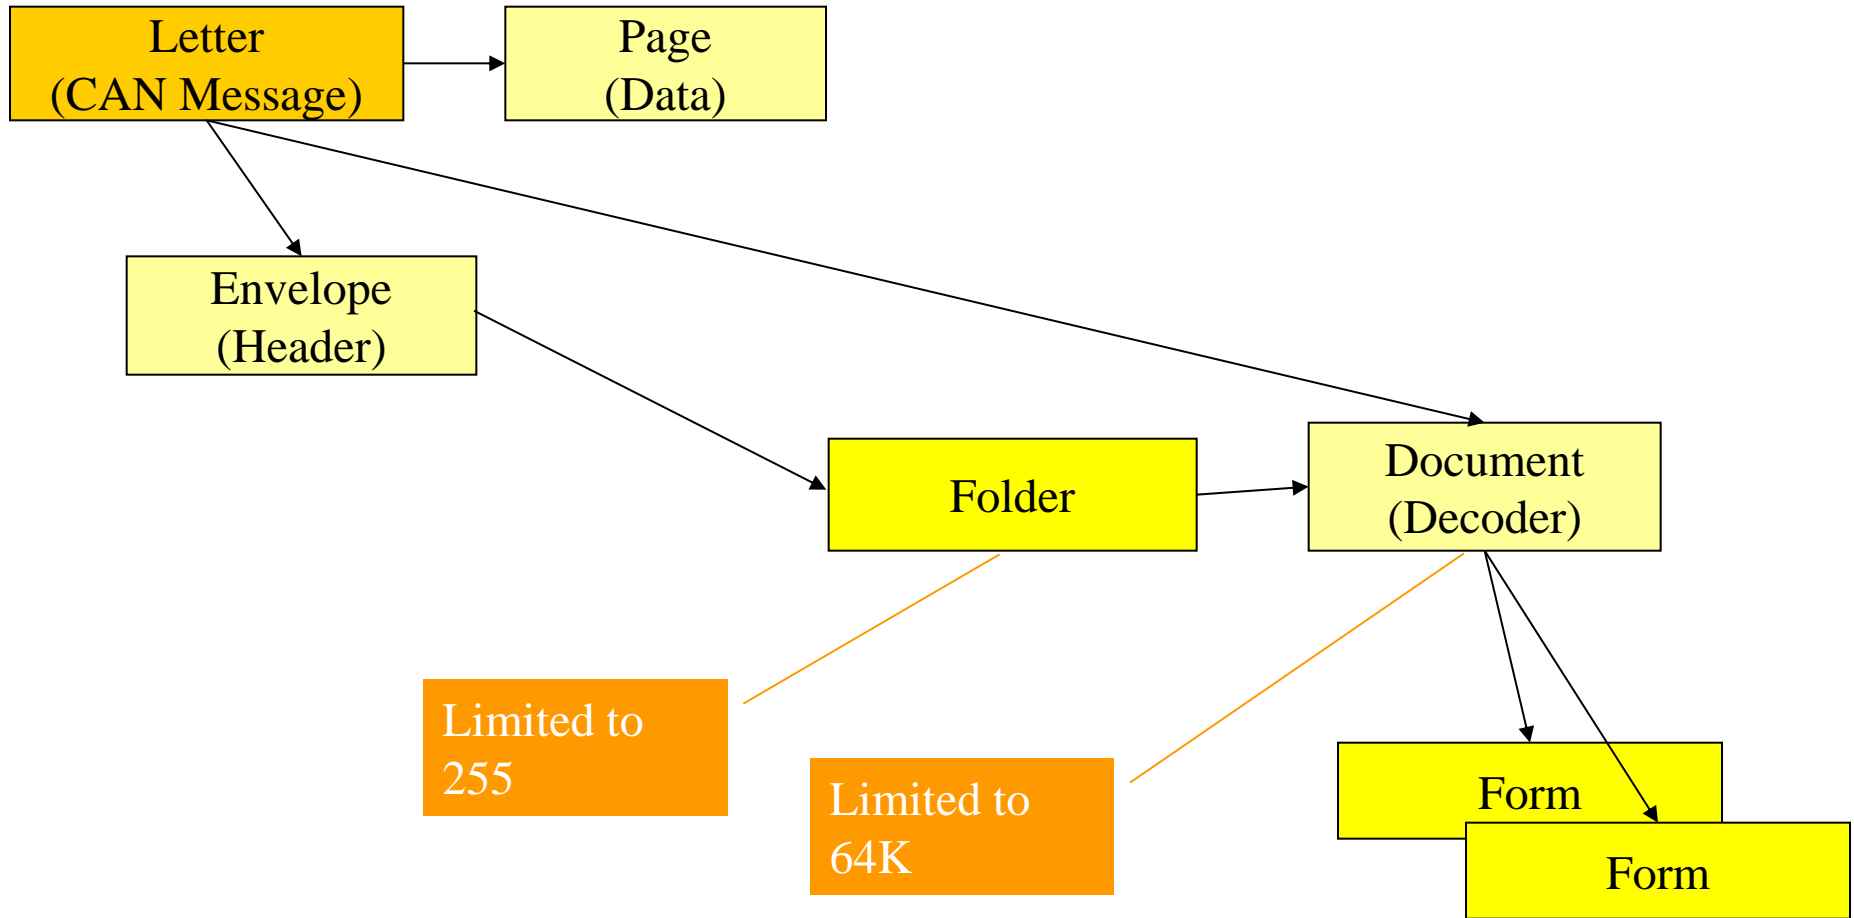 Letter
(CAN Message)
Page
(Data)
Envelope
(Header)
Folder
Document
(Decoder)
Limited to
255
Limited to
64K
Form
Form